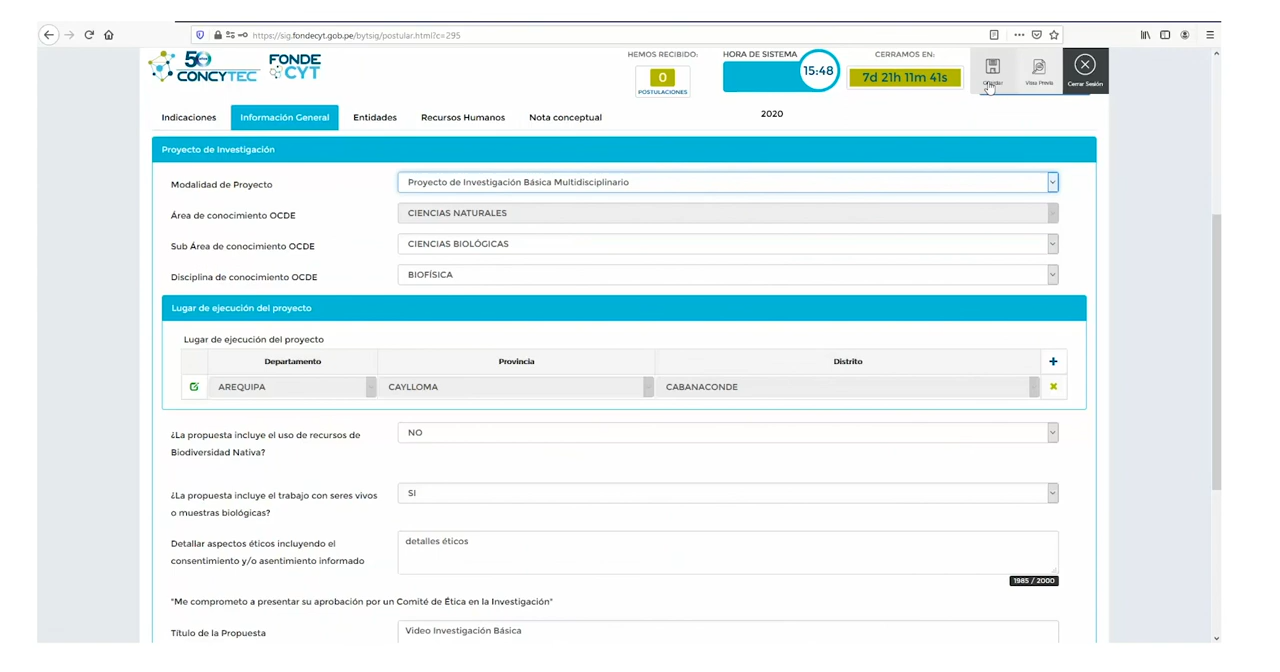 https://sig.fondecyt.gob.pe/bytsig/postular.html?c=295
50 CONCYTEC
FONDECYT
HEMOS RECIBIDO:
0
POSTULACIONES
HORA DE SISTEMA
15:48
CERRAMOS EN:
7d 21h 11m 41s
Vista Previa
Cerrar Sesión
Indicaciones
Información General
Entidades
Recursos Humanos
Nota conceptual
2020
Proyecto de Investigación
Modalidad de Proyecto
Proyecto de Investigación Básica Multidisciplinario
Área de conocimiento OCDE
CIENCIAS NATURALES
Sub Área de conocimiento OCDE
CIENCIAS BIOLÓGICAS
Disciplina de conocimiento OCDE
BIOFÍSICA
Lugar de ejecución del proyecto
Lugar de ejecución del proyecto
Departamento Provincia Distrito
AREQUIPA CAYLLOMA CABANACONDE
¿La propuesta incluye el uso de recursos de
Biodiversidad Nativa?
NO
¿La propuesta incluye el trabajo con seres vivos
o muestras biológicas?
SI
Detallar aspectos éticos incluyendo el
consentimiento y/o asentimiento informado
detalles éticos
1985 / 2000
"Me comprometo a presentar su aprobación por un Comité de Ética en la Investigación"
Título de la Propuesta
Video Investigación Básica